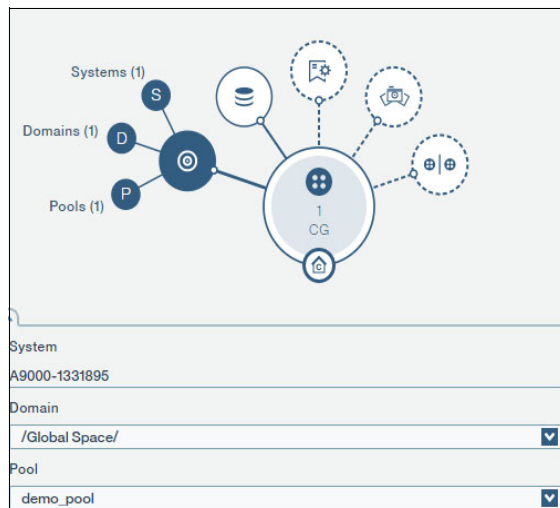 Systems (1)
S
Domains (1)
D
Pools (1)
P
1
CG
C
System
A9000-1331895
Domain
/Global Space/
Pool
demo_pool